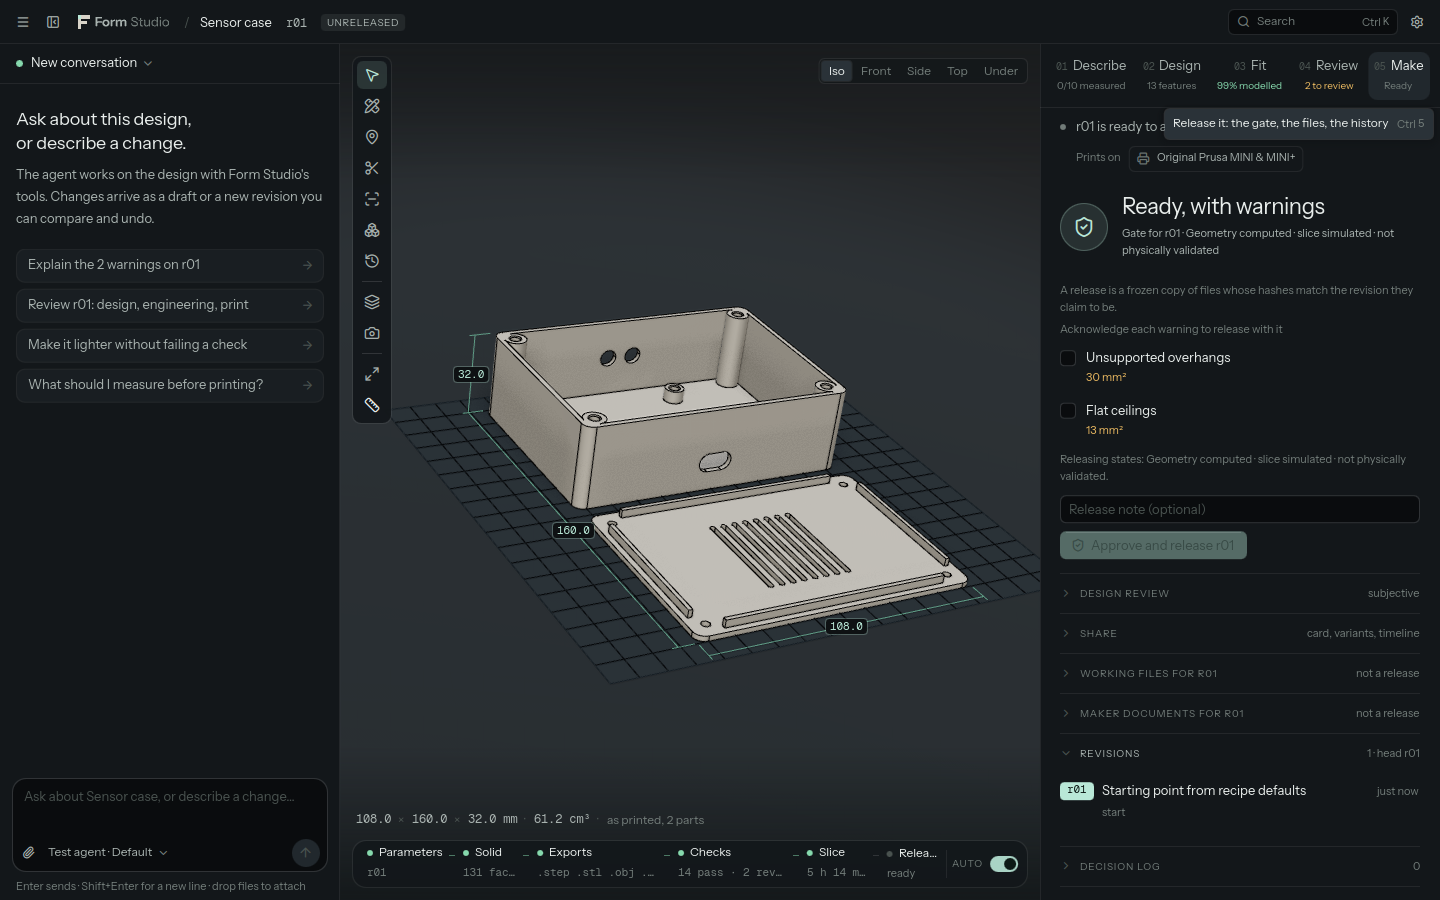 Form Studio / Sensor case r01 UNRELEASED
Search Ctrl K
New conversation
Ask about this design,
or describe a change.
The agent works on the design with Form Studio's
tools. Changes arrive as a draft or a new revision you
can compare and undo.
Explain the 2 warnings on r01
Review r01: design, engineering, print
Make it lighter without failing a check
What should I measure before printing?
Ask about Sensor case, or describe a change...
Test agent · Default
Enter sends · Shift+Enter for a new line · drop files to attach
Iso Front Side Top Under
32.0
160.0
108.0
108.0 × 160.0 × 32.0 mm · 61.2 cm³ · as printed, 2 parts
Parameters Solid Exports Checks Slice Relea...
r01 131 fac... .step .stl .obj ... 14 pass · 2 rev... 5 h 14 m... ready
AUTO
01 Describe 02 Design 03 Fit 04 Review 05 Make
0/10 measured 13 features 99% modelled 2 to review Ready
r01 is ready to a
Release it: the gate, the files, the history Ctrl 5
Prints on Original Prusa MINI & MINI+
Ready, with warnings
Gate for r01 · Geometry computed · slice simulated · not
physically validated
A release is a frozen copy of files whose hashes match the revision they
claim to be.
Acknowledge each warning to release with it
Unsupported overhangs
30 mm²
Flat ceilings
13 mm²
Releasing states: Geometry computed · slice simulated · not physically
validated.
Release note (optional)
Approve and release r01
DESIGN REVIEW subjective
SHARE card, variants, timeline
WORKING FILES FOR R01 not a release
MAKER DOCUMENTS FOR R01 not a release
REVISIONS 1 · head r01
r01 Starting point from recipe defaults just now
start
DECISION LOG 0